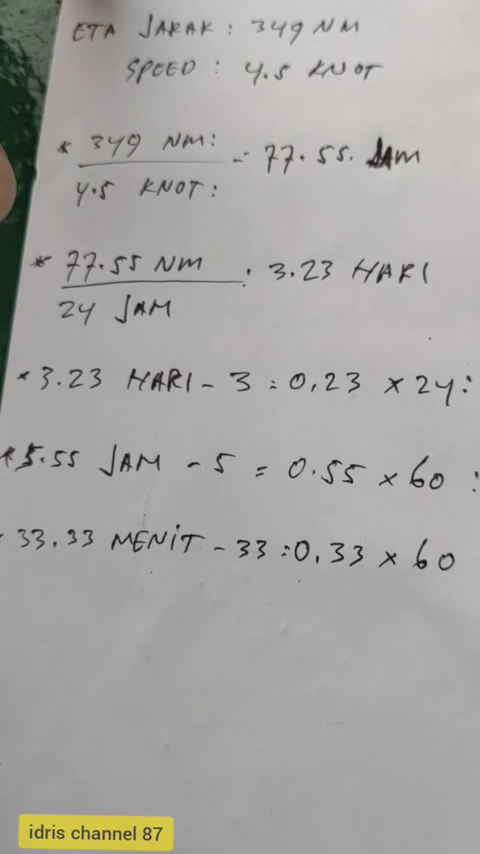 ETA JARAK : 349 NM
SPEED : 4.5 KNOT
* 349 NM: = 77.55. JAM
4.5 KNOT :
* 77.55 NM : 3.23 HARI
24 JAM
* 3.23 HARI - 3 = 0,23 x 24 :
* 5.55 JAM - 5 = 0.55 x 60 :
33.33 MENiT - 33 : 0,33 x 60
idris channel 87